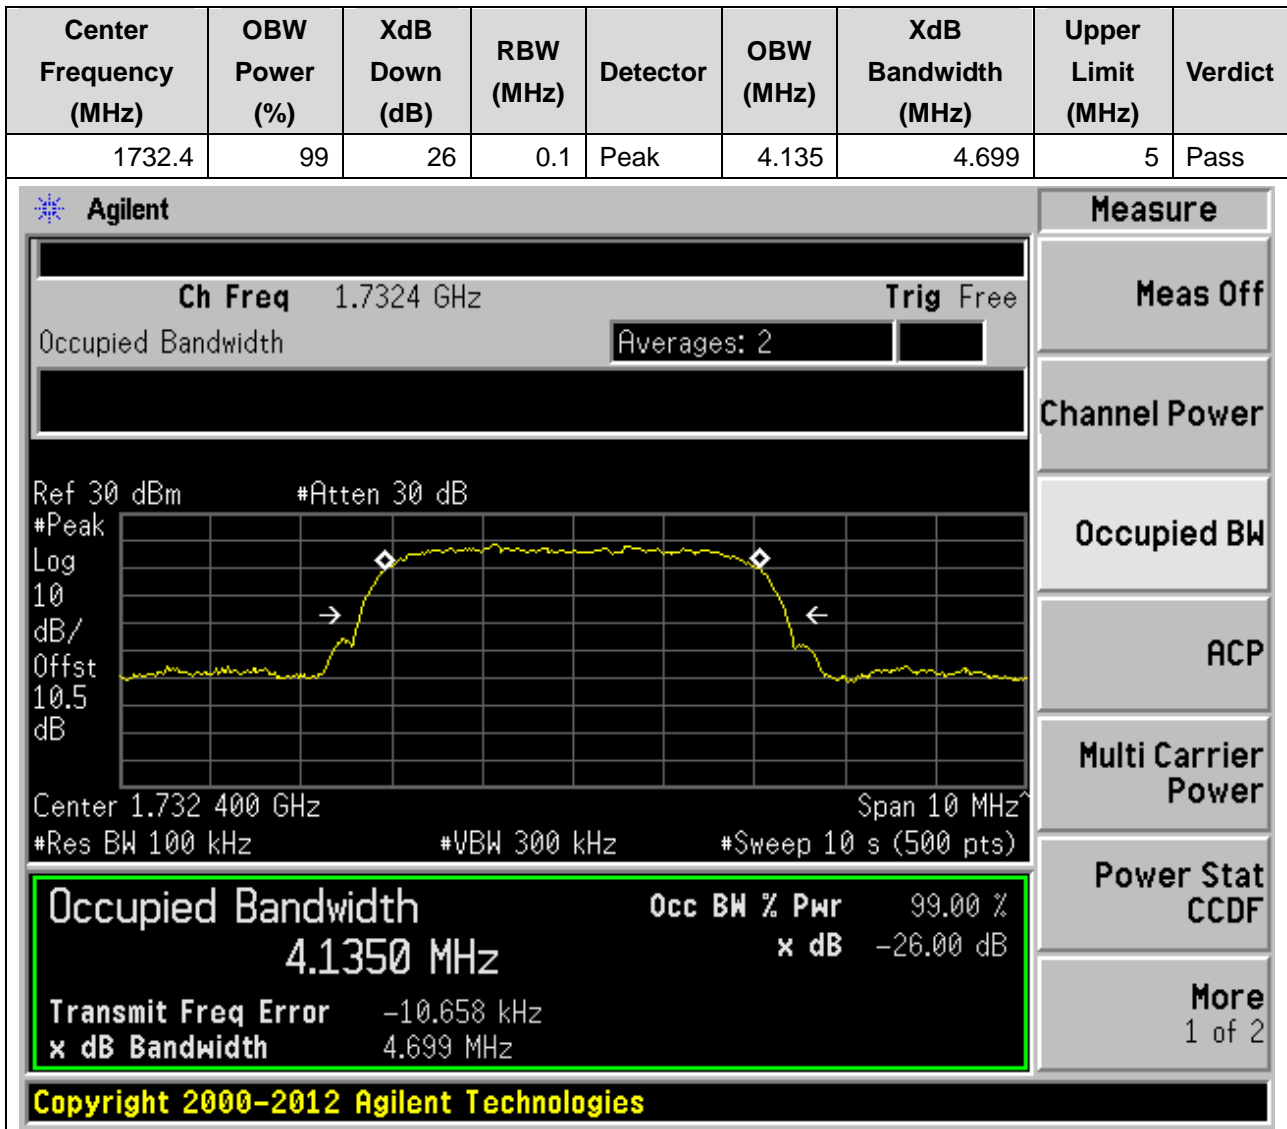 Center Frequency (MHz) OBW Power (%) XdB Down (dB) RBW (MHz) Detector OBW (MHz) XdB Bandwidth (MHz) Upper Limit (MHz) Verdict
1732.4 99 26 0.1 Peak 4.135 4.699 5 Pass
Agilent
Measure
Ch Freq 1.7324 GHz Trig Free
Meas Off
Occupied Bandwidth Averages: 2
Channel Power
Ref 30 dBm #Atten 30 dB
#Peak
Log
10
dB/
Offst
10.5
dB
Occupied BW
ACP
Center 1.732 400 GHz Span 10 MHz^
#Res BW 100 kHz #VBW 300 kHz #Sweep 10 s (500 pts)
Multi Carrier
Power
Occupied Bandwidth Occ BW % Pwr 99.00 %
4.1350 MHz x dB -26.00 dB
Transmit Freq Error -10.658 kHz
x dB Bandwidth 4.699 MHz
Power Stat
CCDF
More
1 of 2
Copyright 2000-2012 Agilent Technologies